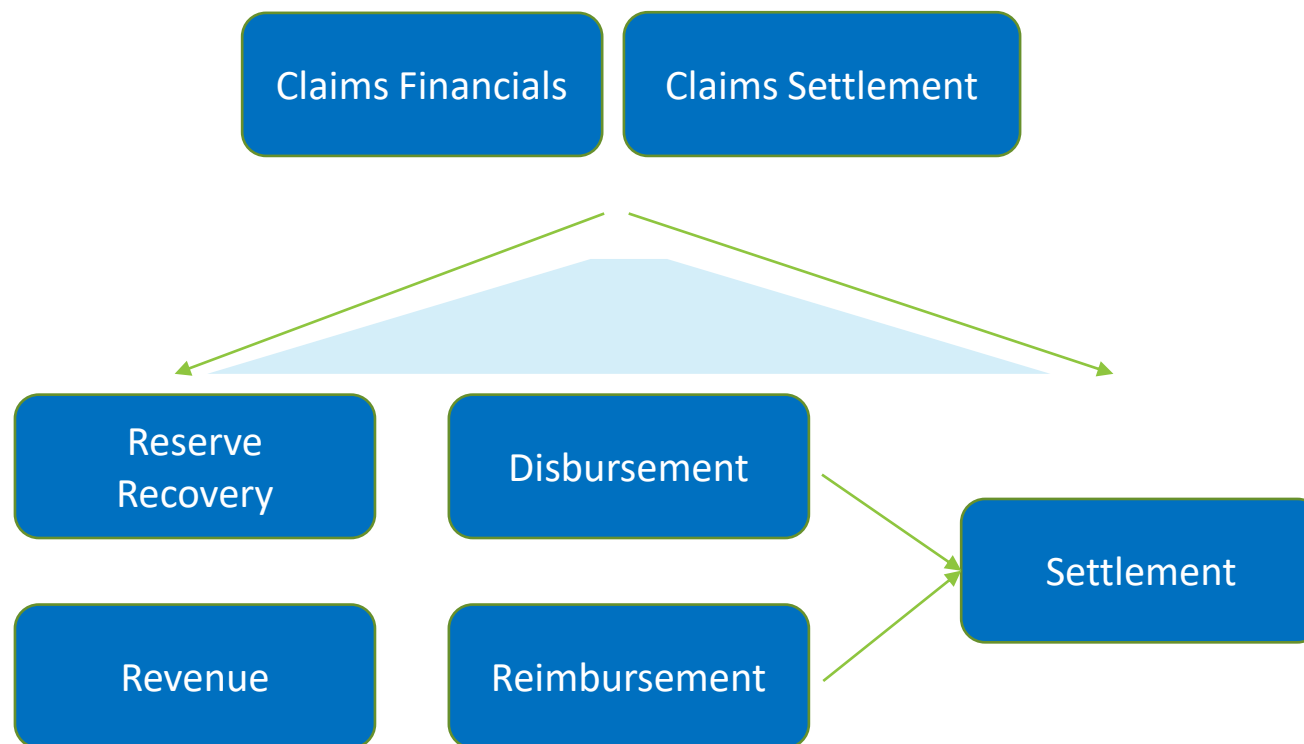 Claims Financials
Claims Settlement
Reserve
Recovery
Disbursement
Settlement
Revenue
Reimbursement